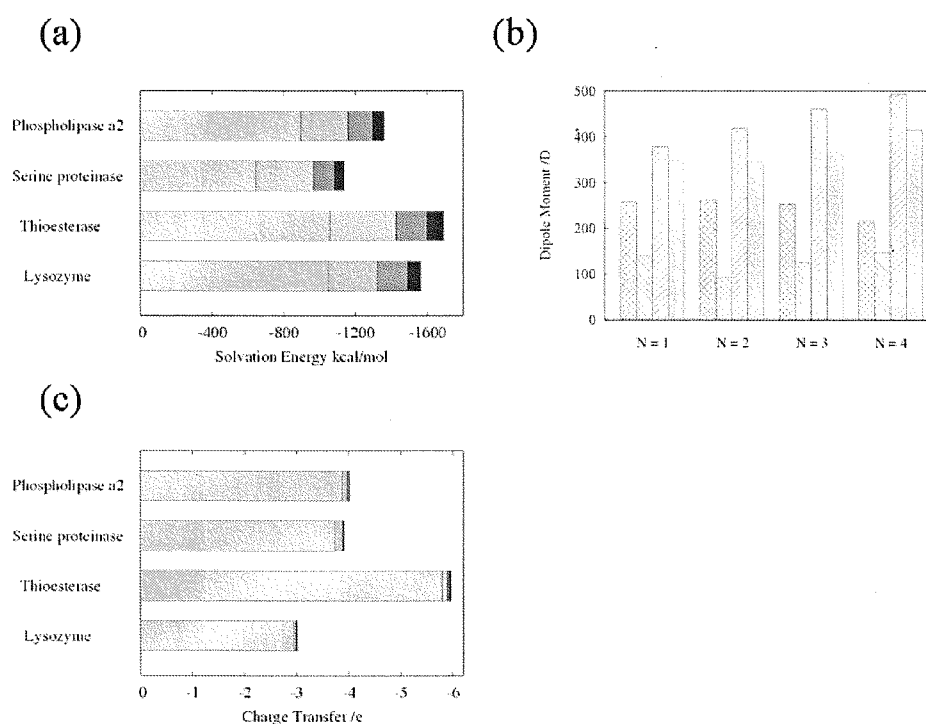 (a)
Phospholipase a2
Serine proteinase
Thioesterase
Lysozyme
0 -400 -800 -1200 -1600
Solvation Energy kcal/mol
(b)
500
400
300
200
100
0
Dipole Moment /D
N = 1 N = 2 N = 3 N = 4
(c)
Phospholipase a2
Serine proteinase
Thioesterase
Lysozyme
0 -1 -2 -3 -4 -5 -6
Charge Transfer /e